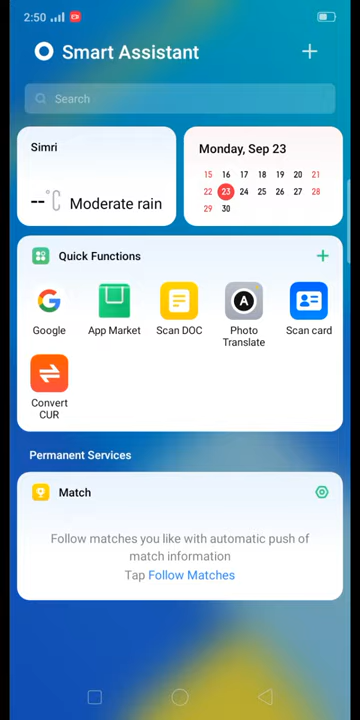 2:50
Smart Assistant
Search
Simri
--°C Moderate rain
Monday, Sep 23
15 16 17 18 19 20 21
22 23 24 25 26 27 28
29 30
Quick Functions
Google App Market Scan DOC Photo Translate Scan card
Convert CUR
Permanent Services
Match
Follow matches you like with automatic push of
match information
Tap Follow Matches